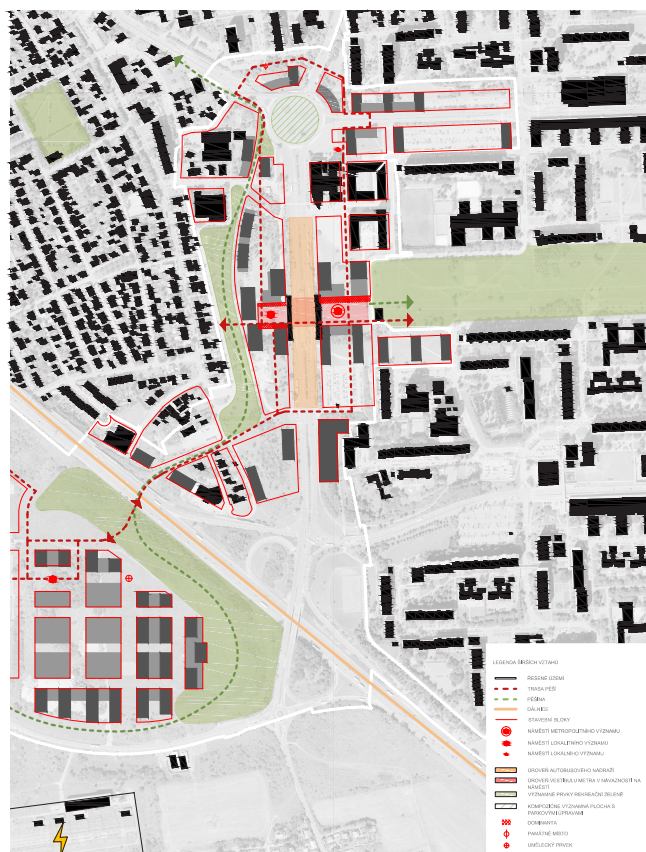 LEGENDA ŠIRŠÍCH VZTAHŮ
ŘEŠENÉ ÚZEMÍ
TRASA PĚŠÍ
PĚŠINA
DÁLNICE
STAVEBNÍ BLOKY
NÁMĚSTÍ METROPOLITNÍHO VÝZNAMU
NÁMĚSTÍ LOKALITNÍHO VÝZNAMU
NÁMĚSTÍ LOKÁLNÍHO VÝZNAMU
ÚROVEŇ AUTOBUSOVÉHO NÁDRAŽÍ
ÚROVEŇ VESTIBULU METRA V NÁVAZNOSTI NA
NÁMĚSTÍ
VÝZNAMNÉ PRVKY REKREAČNÍ ZELENĚ
KOMPOZIČNĚ VÝZNAMNÁ PLOCHA S
PARKOVÝMI ÚPRAVAMI
DOMINANTA
PAMÁTNÉ MÍSTO
UMĚLECKÝ PRVEK